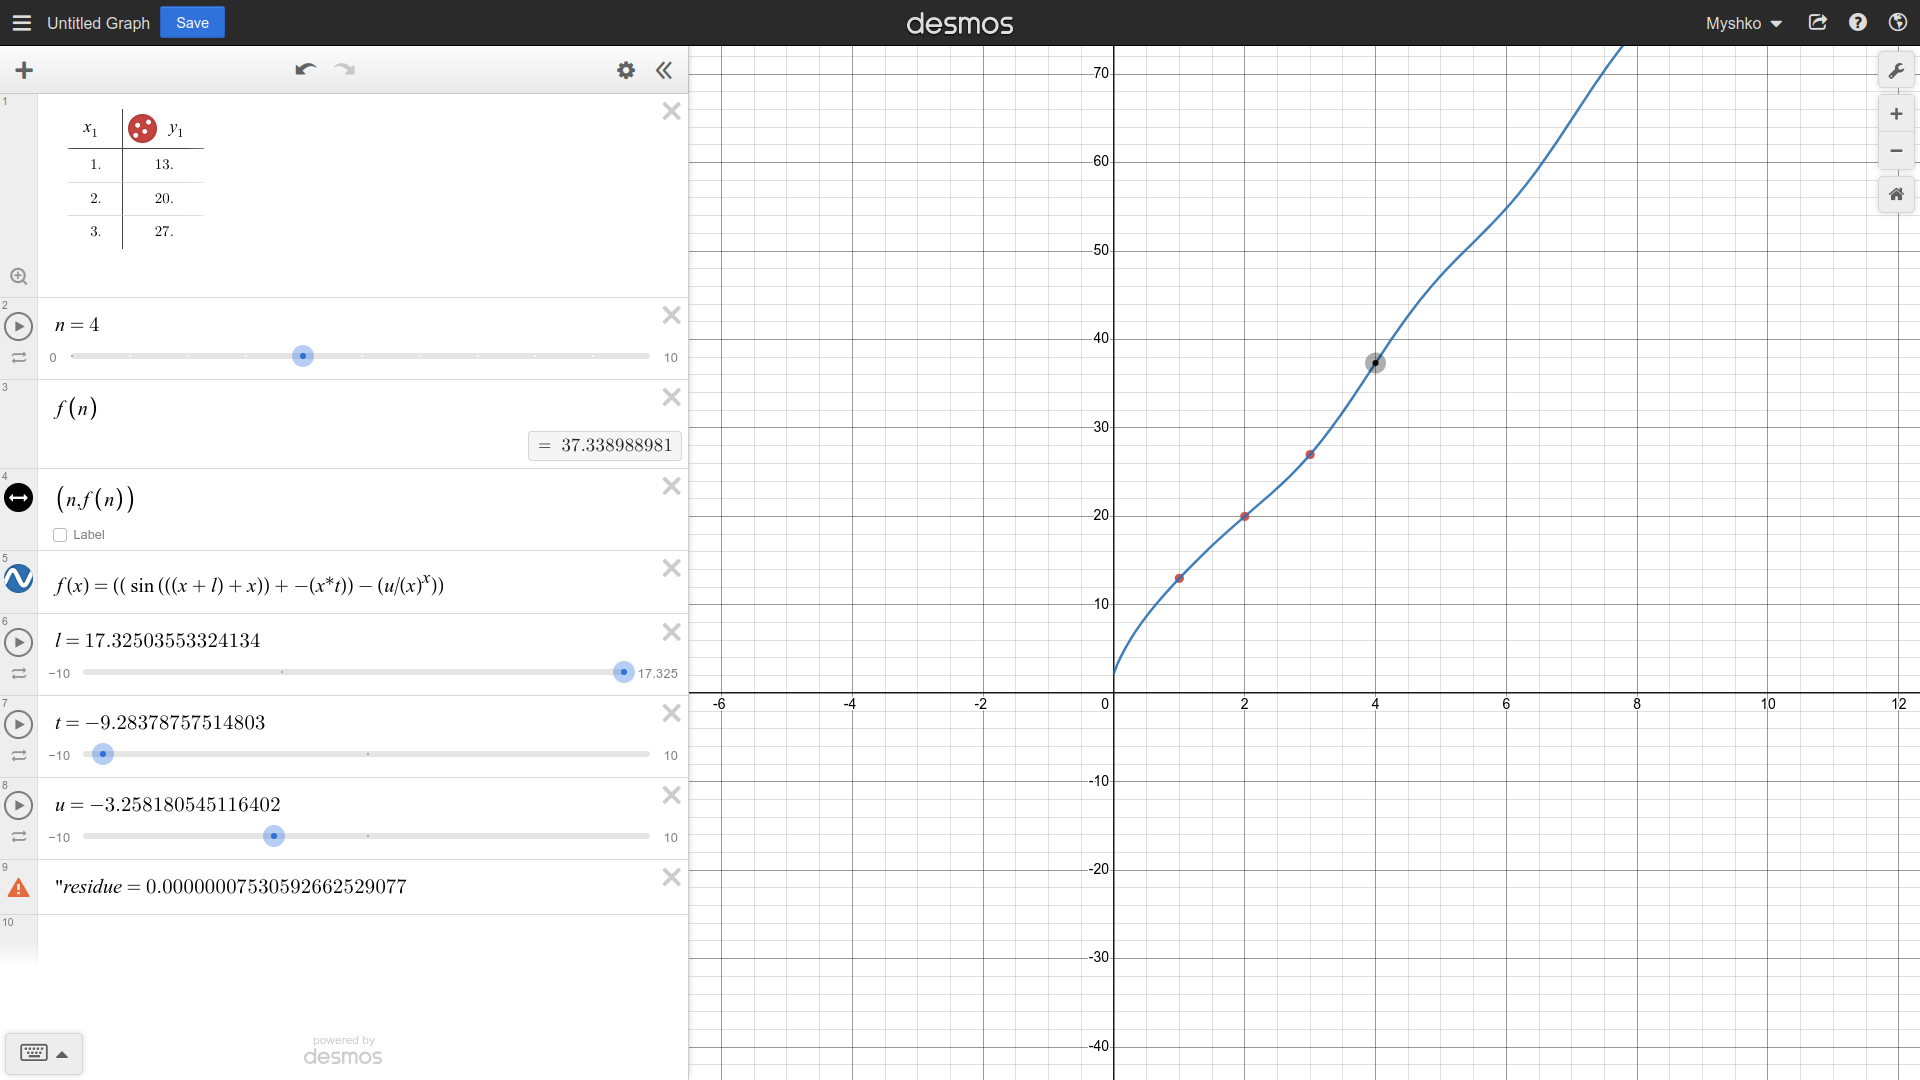 Untitled Graph Save desmos Myshko
1
x₁ y₁
1. 13.
2. 20.
3. 27.
2
n = 4
0 10
3
f(n)
= 37.338988981
4
(n,f(n))
Label
5
f(x) = (( sin (((x + l) + x)) + −(x*t)) − (u/(x)ˣ))
6
l = 17.32503553324134
−10 17.325
7
t = −9.28378757514803
−10 10
8
u = −3.258180545116402
−10 10
9
"residue = 0.00000007530592662529077
10
powered by
desmos
70
60
50
40
30
20
10
-6 -4 -2 0 2 4 6 8 10 12
-10
-20
-30
-40